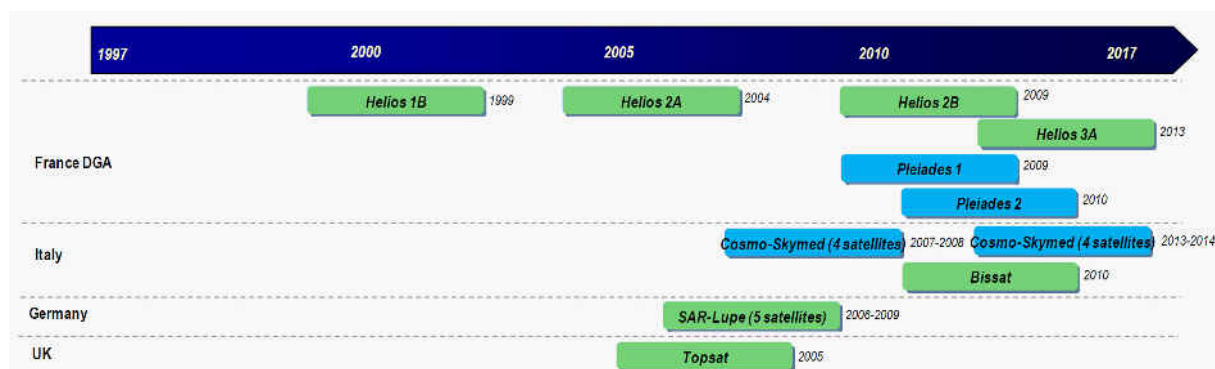 1997 2000 2005 2010 2017
Helios 1B 1999 Helios 2A 2004 Helios 2B 2009
Helios 3A 2013
France DGA Pleiades 1 2009
Pleiades 2 2010
Italy Cosmo-Skymed (4 satellites) 2007-2008 Cosmo-Skymed (4 satellites) 2013-2014
Bissat 2010
Germany SAR-Lupe (5 satellites) 2006-2009
UK Topsat 2005